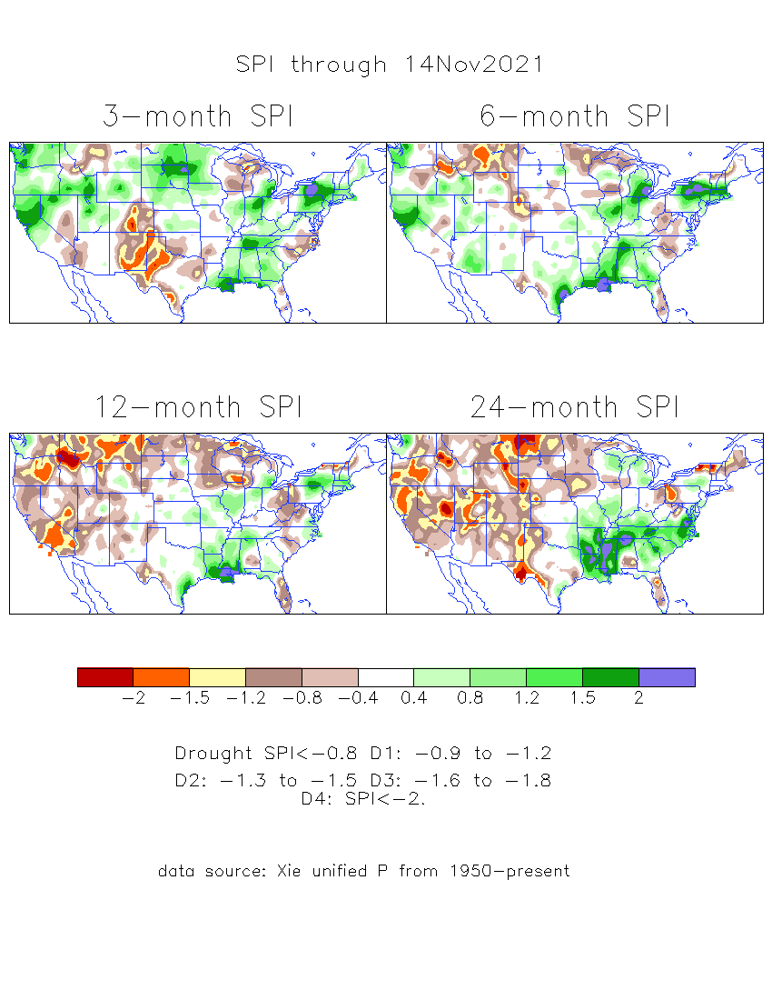 SPI through 14Nov2021
3-month SPI
6-month SPI
12-month SPI
24-month SPI
-2 -1.5 -1.2 -0.8 -0.4 0.4 0.8 1.2 1.5 2
Drought SPI<-0.8 D1: -0.9 to -1.2
D2: -1.3 to -1.5 D3: -1.6 to -1.8
D4: SPI<-2.
data source: Xie unified P from 1950-present